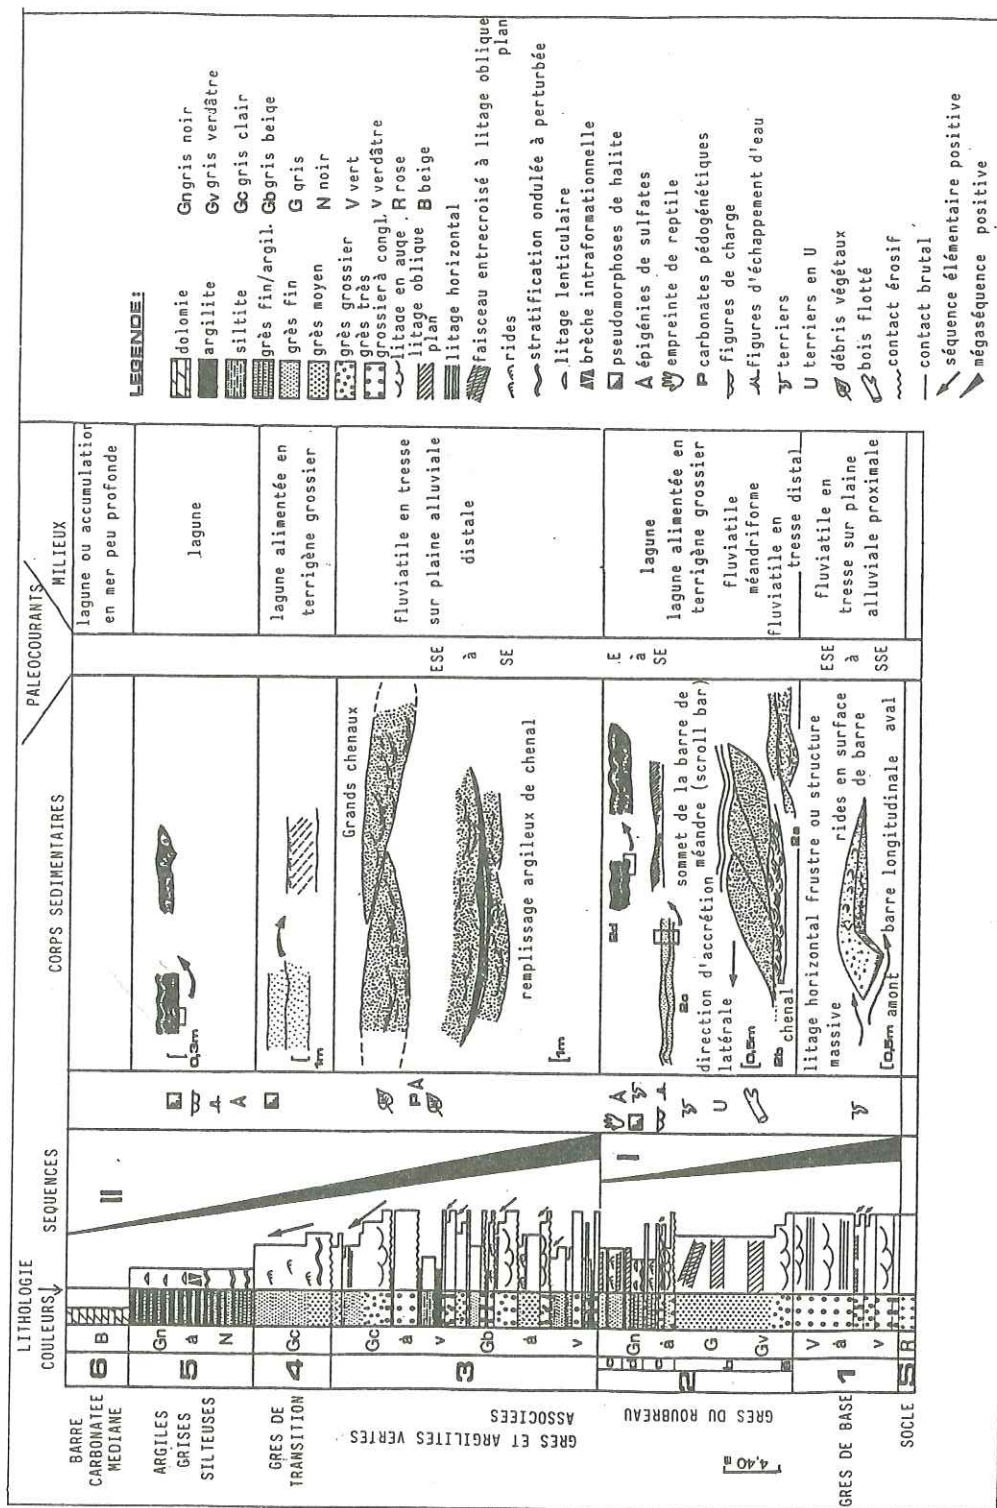 LITHOLOGIE
COULEURS
SEQUENCES
CORPS SEDIMENTAIRES
PALEOCOURANTS
MILIEUX
BARRE
CARBONATEE
MEDIANE
6
B
II
lagune ou accumulation
en mer peu profonde
ARGILES
GRISES
SILTEUSES
5
Gn
à
N
A
0,3m
lagune
GRES DE
TRANSITION
4
Gc
1m
lagune alimentée en
terrigène grossier
GRES ET ARGILITES VERTES
ASSOCIEES
3
Gc
à
v
Gb
à
v
P A
Grands chenaux
remplissage argileux de chenal
1m
ESE
à
SE
fluviatile en tresse
sur plaine alluviale
distale
GRES DU ROUBREAU
2
d
c
b
a
Gn
à
G
Gv
I
A
U
2d
2c
sommet de la barre de
méandre (scroll bar)
direction d'accrétion
latérale
0,5m
2b
chenal
2a
E
à
SE
lagune
lagune alimentée en
terrigène grossier
fluviatile
méandriforme
fluviatile en
tresse distal
GRES DE BASE
1
V
à
v
litage horizontal frustre ou structure
massive
rides en surface
de barre
0,5m
amont
barre longitudinale
aval
ESE
à
SSE
fluviatile en
tresse sur plaine
alluviale proximale
SOCLE
S
R
4,40 m
LEGENDE:
dolomie
argilite
siltite
grès fin/argil.
grès fin
grès moyen
grès grossier
grès très
grossier à congl.
litage en auge
litage oblique
plan
litage horizontal
faisceau entrecroisé à litage oblique
plan
rides
stratification ondulée à perturbée
litage lenticulaire
brèche intraformationnelle
pseudomorphoses de halite
A épigénies de sulfates
empreinte de reptile
P carbonates pédogénétiques
figures de charge
figures d'échappement d'eau
terriers
U terriers en U
débris végétaux
bois flotté
contact érosif
contact brutal
séquence élémentaire positive
mégaséquence positive
Gn gris noir
Gv gris verdâtre
Gc gris clair
Gb gris beige
G gris
N noir
V vert
v verdâtre
R rose
B beige